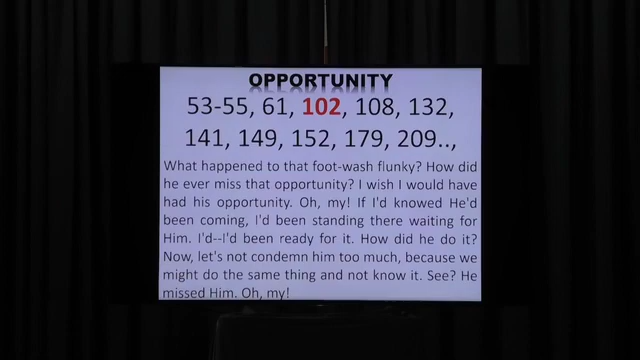 OPPORTUNITY
53-55, 61, 102, 108, 132,
141, 149, 152, 179, 209..,
What happened to that foot-wash flunky? How did
he ever miss that opportunity? I wish I would have
had his opportunity. Oh, my! If I'd knowed He'd
been coming, I'd been standing there waiting for
Him. I'd--I'd been ready for it. How did he do it?
Now, let's not condemn him too much, because we
might do the same thing and not know it. See? He
missed Him. Oh, my!